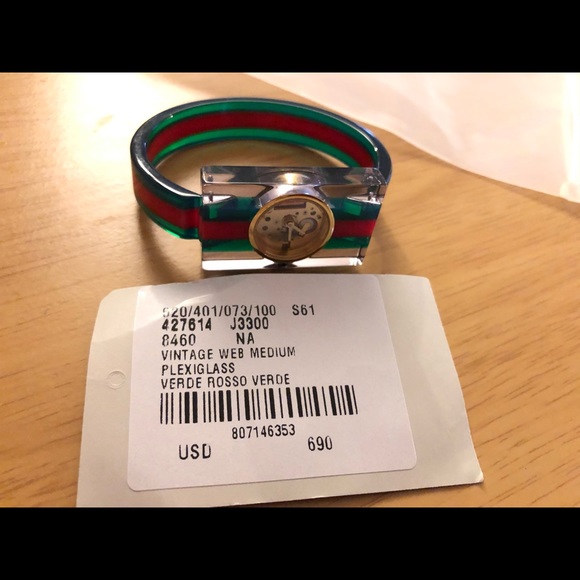 520/401/073/100 S61
427614 J3300
8460 NA
VINTAGE WEB MEDIUM
PLEXIGLASS
VERDE ROSSO VERDE
807146353
USD 690